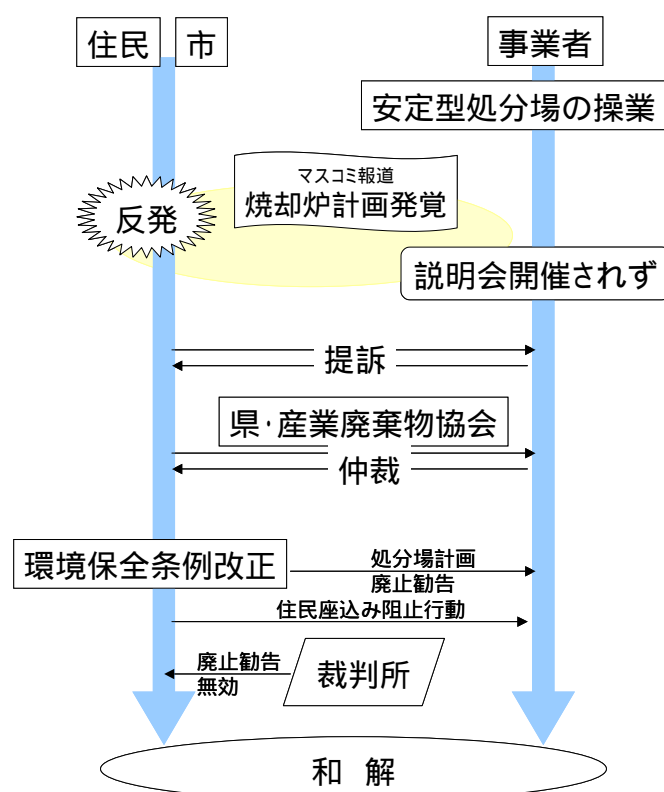 住民 市
事業者
安定型処分場の操業
マスコミ報道
焼却炉計画発覚
反発
説明会開催されず
提訴
県・産業廃棄物協会
仲裁
環境保全条例改正
処分場計画
廃止勧告
住民座込み阻止行動
廃止勧告
無効
裁判所
和 解